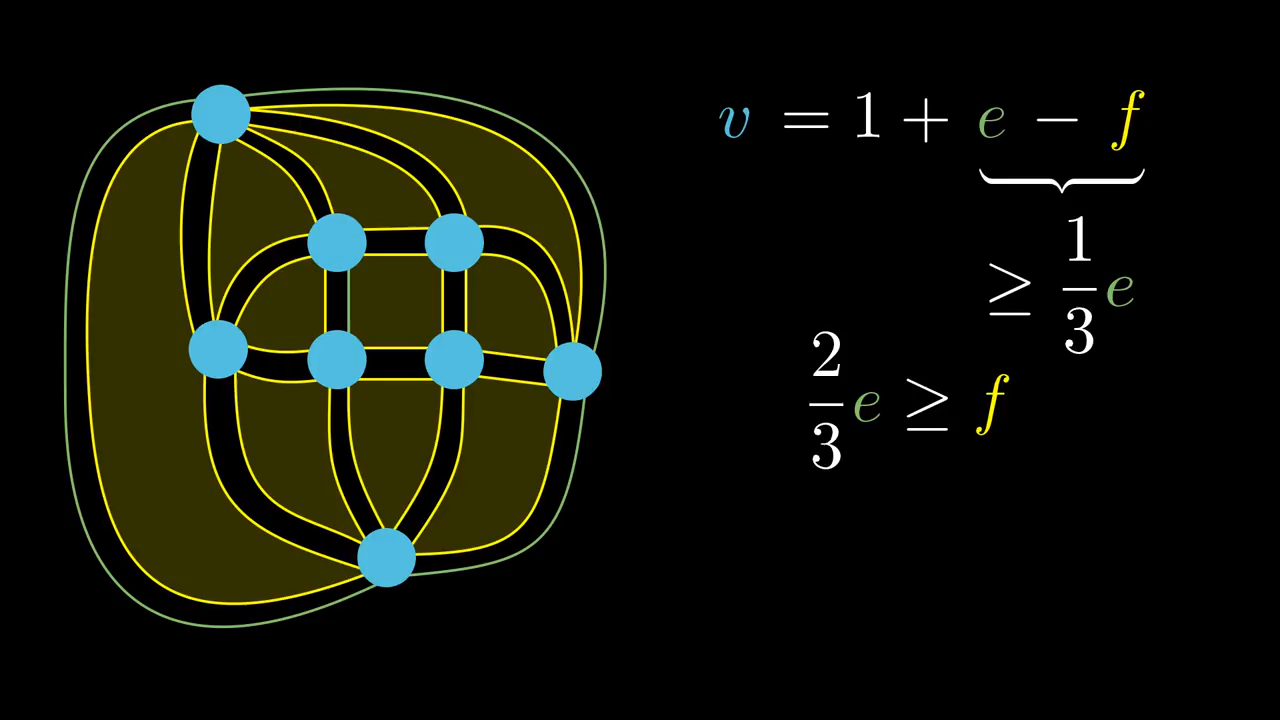 v = 1 + e − f
≥ 1/3 e
2/3 e ≥ f